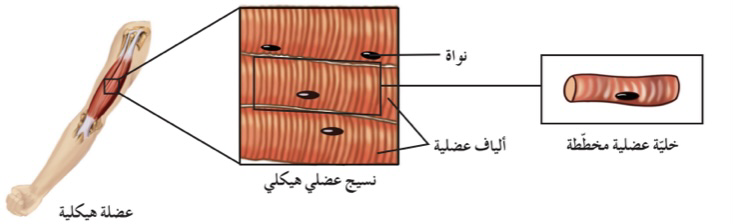 نواة
ألياف عضلية
خليّة عضلية مخطّطة
نسيج عضلي هيكلي
عضلة هيكلية